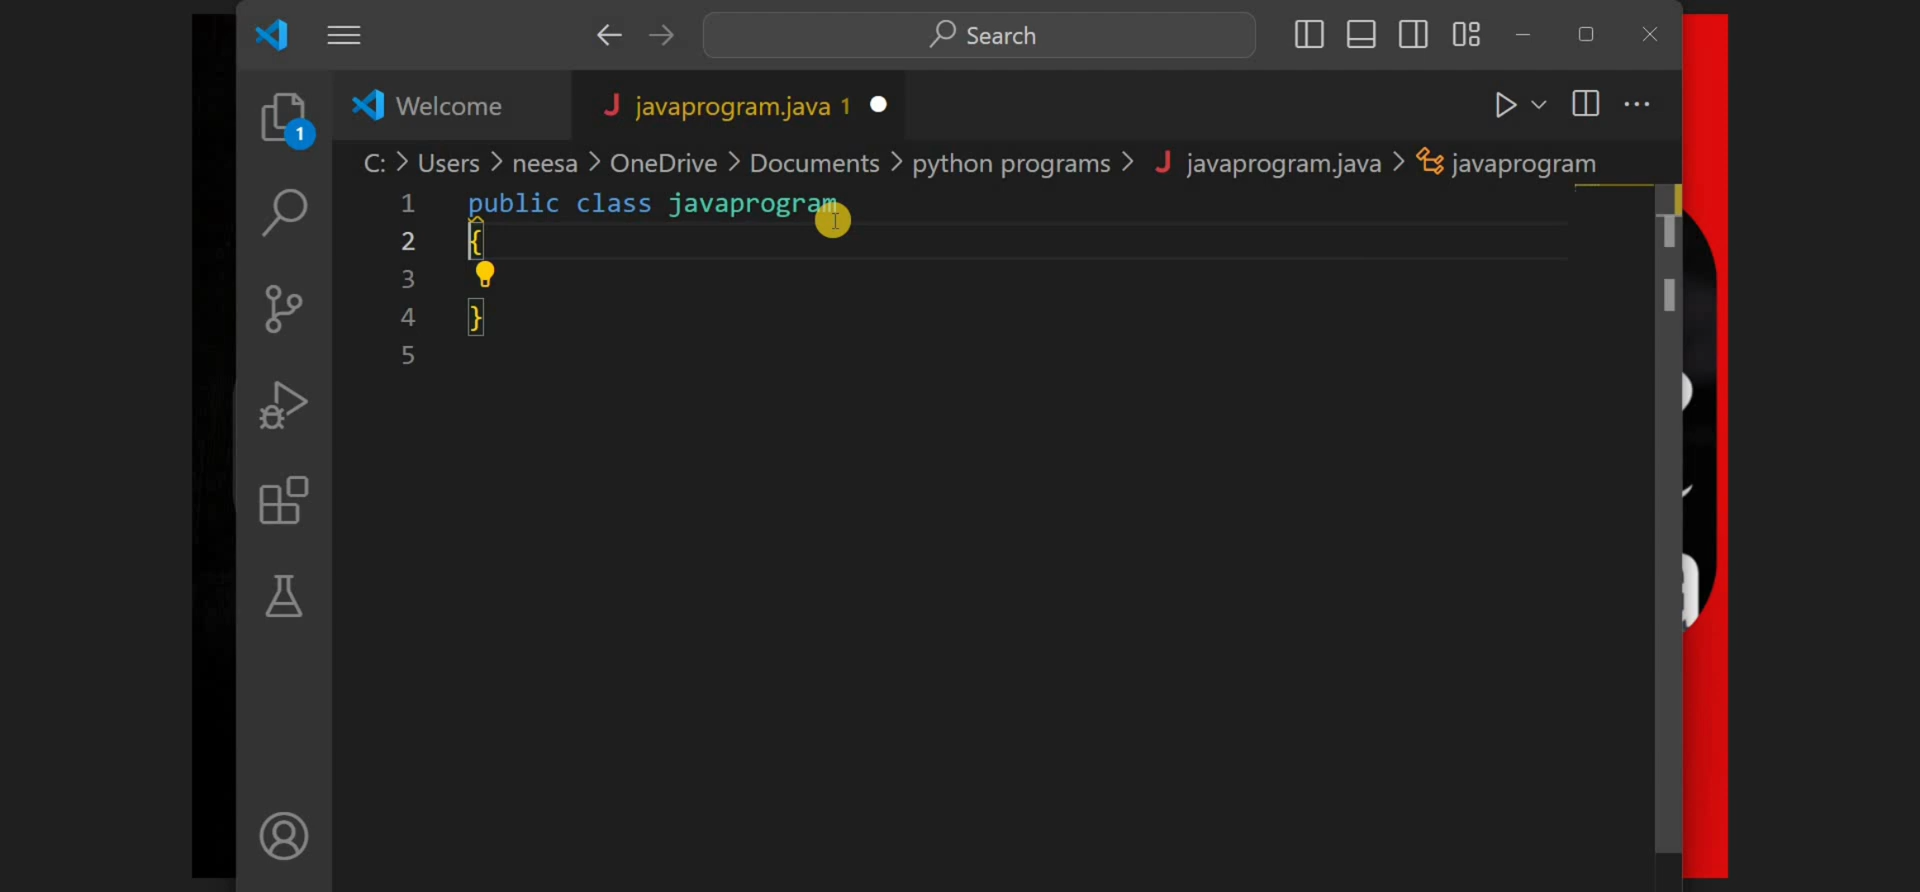 Search
Welcome
javaprogram.java 1
C: > Users > neesa > OneDrive > Documents > python programs > javaprogram.java > javaprogram
1 public class javaprogram
2 {
3
4 }
5
1